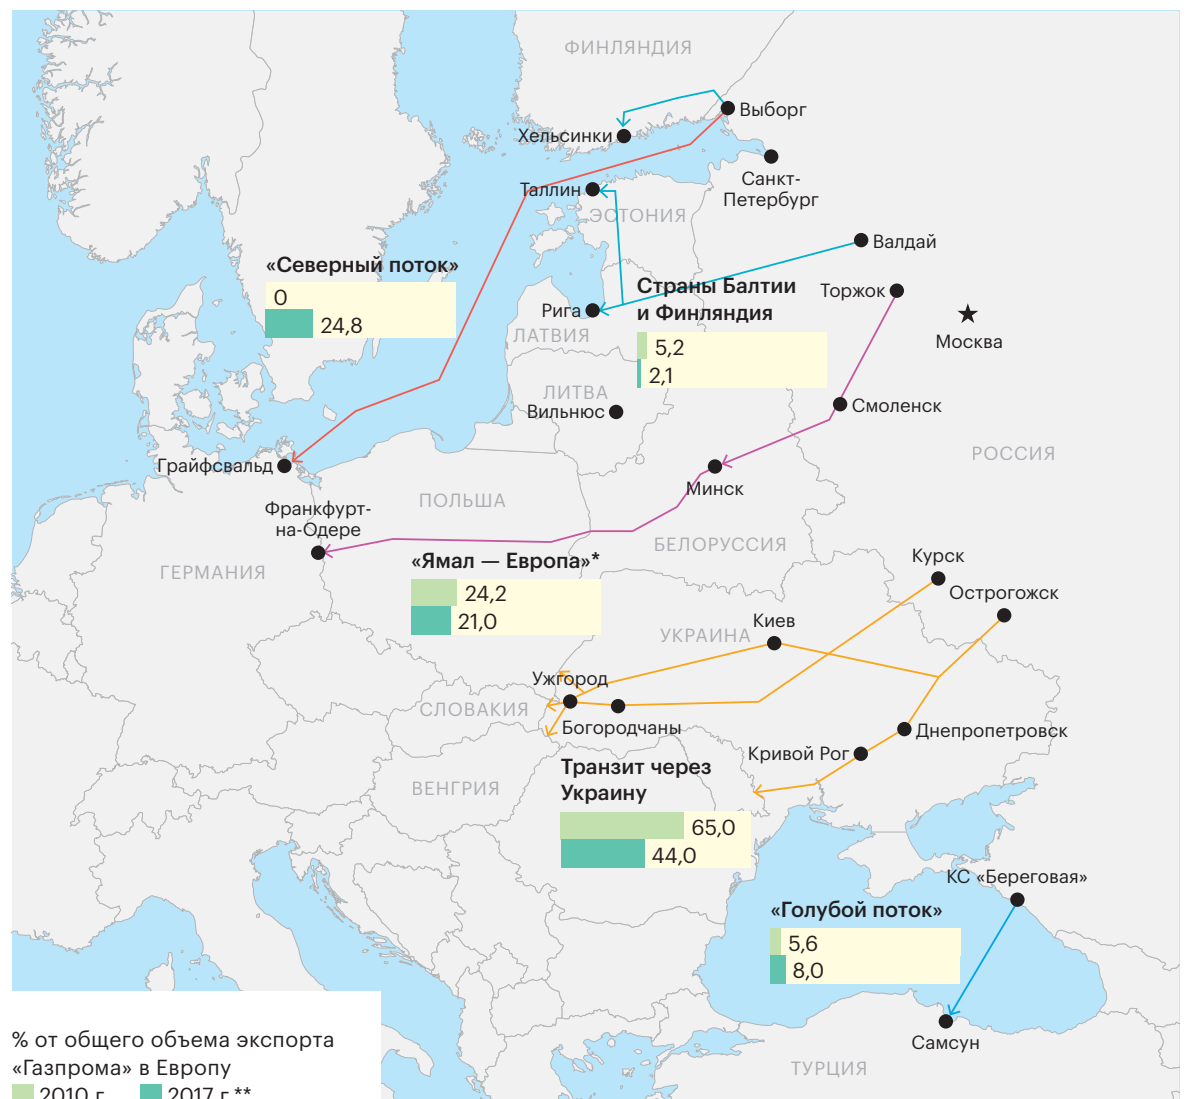 ФИНЛЯНДИЯ
Выборг
Хельсинки
Санкт-
Петербург
Таллин
ЭСТОНИЯ
Валдай
«Северный поток»
0
24,8
Страны Балтии
и Финляндия
5,2
2,1
Торжок
Рига
ЛАТВИЯ
Москва
ЛИТВА
Вильнюс
Смоленск
РОССИЯ
Грайфсвальд
Минск
ПОЛЬША
Франкфурт-
на-Одере
БЕЛОРУССИЯ
ГЕРМАНИЯ
«Ямал — Европа»*
24,2
21,0
Курск
Острогожск
Киев
УКРАИНА
Ужгород
СЛОВАКИЯ
Богородчаны
Днепропетровск
Кривой Рог
ВЕНГРИЯ
Транзит через
Украину
65,0
44,0
КС «Береговая»
«Голубой поток»
5,6
8,0
Самсун
ТУРЦИЯ
% от общего объема экспорта
«Газпрома» в Европу
2010 г.
2017 г.**